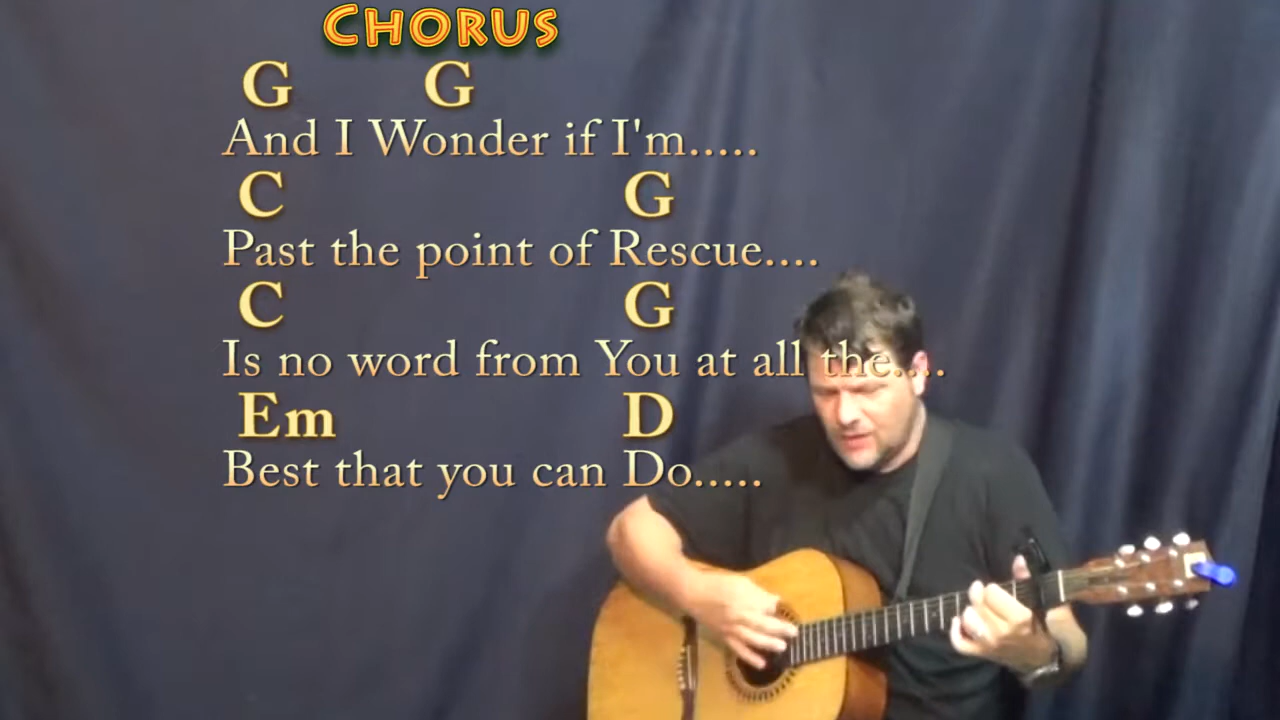 CHORUS
G G
And I Wonder if I'm.....
C G
Past the point of Rescue....
C G
Is no word from You at all the....
Em D
Best that you can Do.....